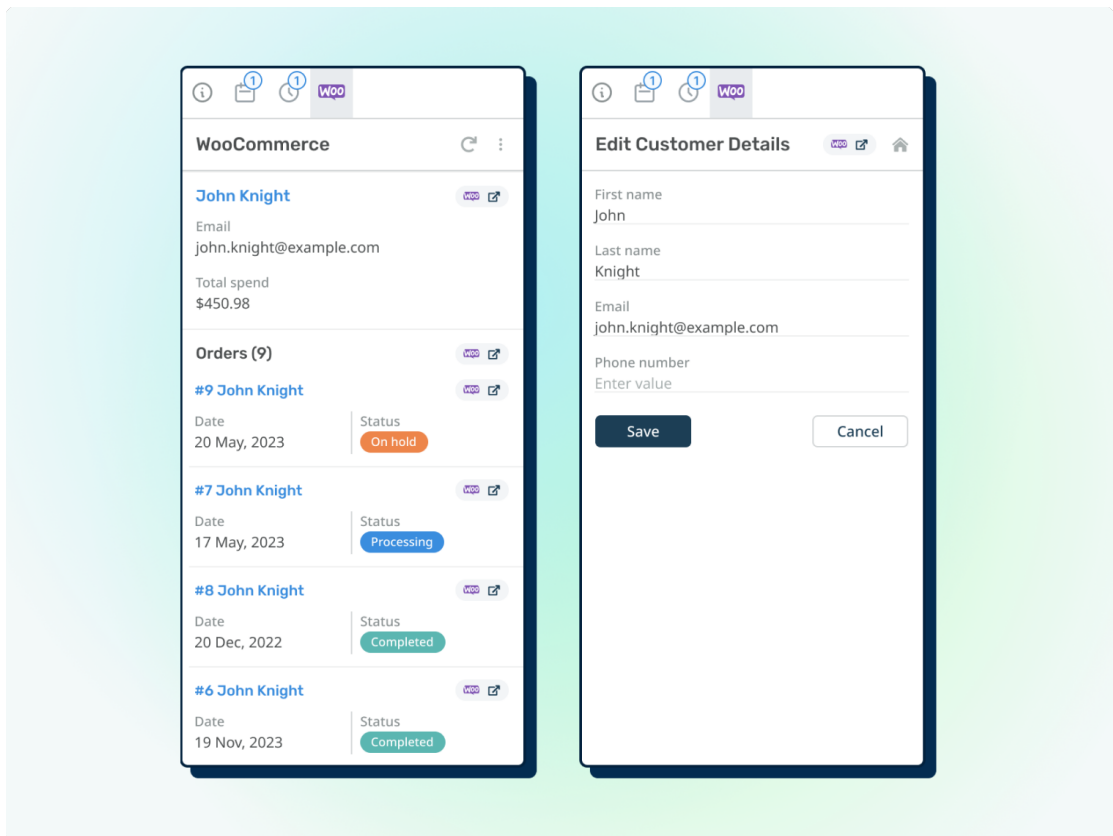 1 1 WOO
WooCommerce
John Knight WOO
Email
john.knight@example.com
Total spend
$450.98
Orders (9) WOO
#9 John Knight WOO
Date Status
20 May, 2023 On hold
#7 John Knight WOO
Date Status
17 May, 2023 Processing
#8 John Knight WOO
Date Status
20 Dec, 2022 Completed
#6 John Knight WOO
Date Status
19 Nov, 2023 Completed
1 1 WOO
Edit Customer Details WOO
First name
John
Last name
Knight
Email
john.knight@example.com
Phone number
Enter value
Save Cancel